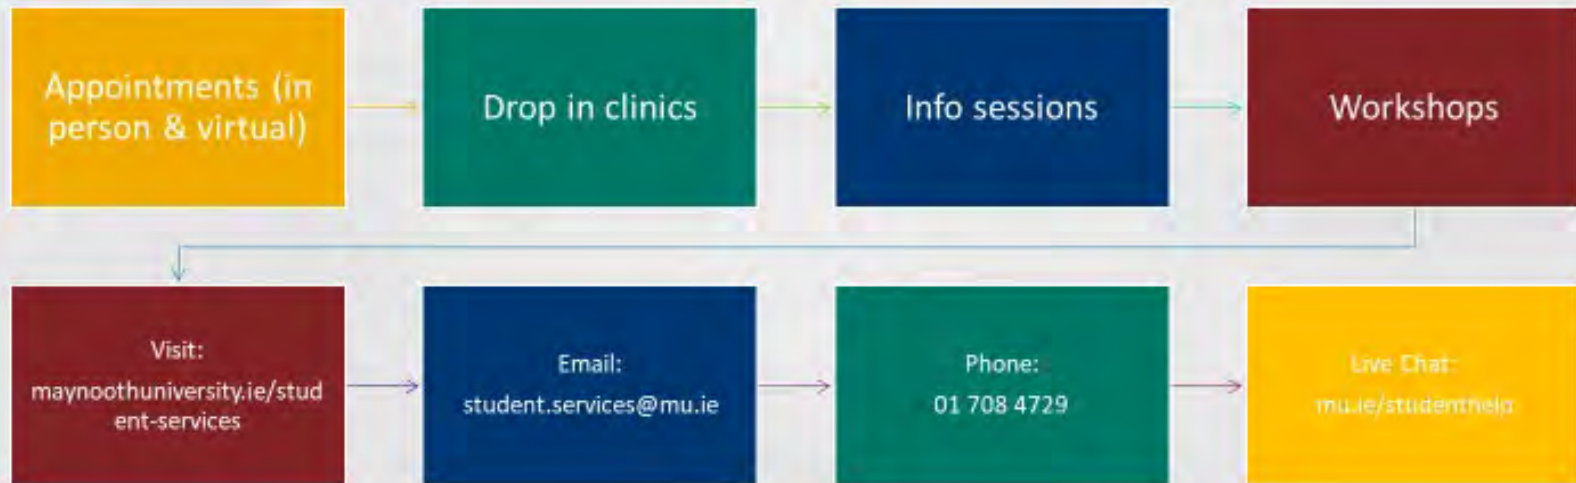 Appointments (in
person & virtual)
Drop in clinics
Info sessions
Workshops
Visit:
maynoothuniversity.ie/stud
ent-services
Email:
student.services@mu.ie
Phone:
01 708 4729
Live Chat:
mu.ie/studenthelp